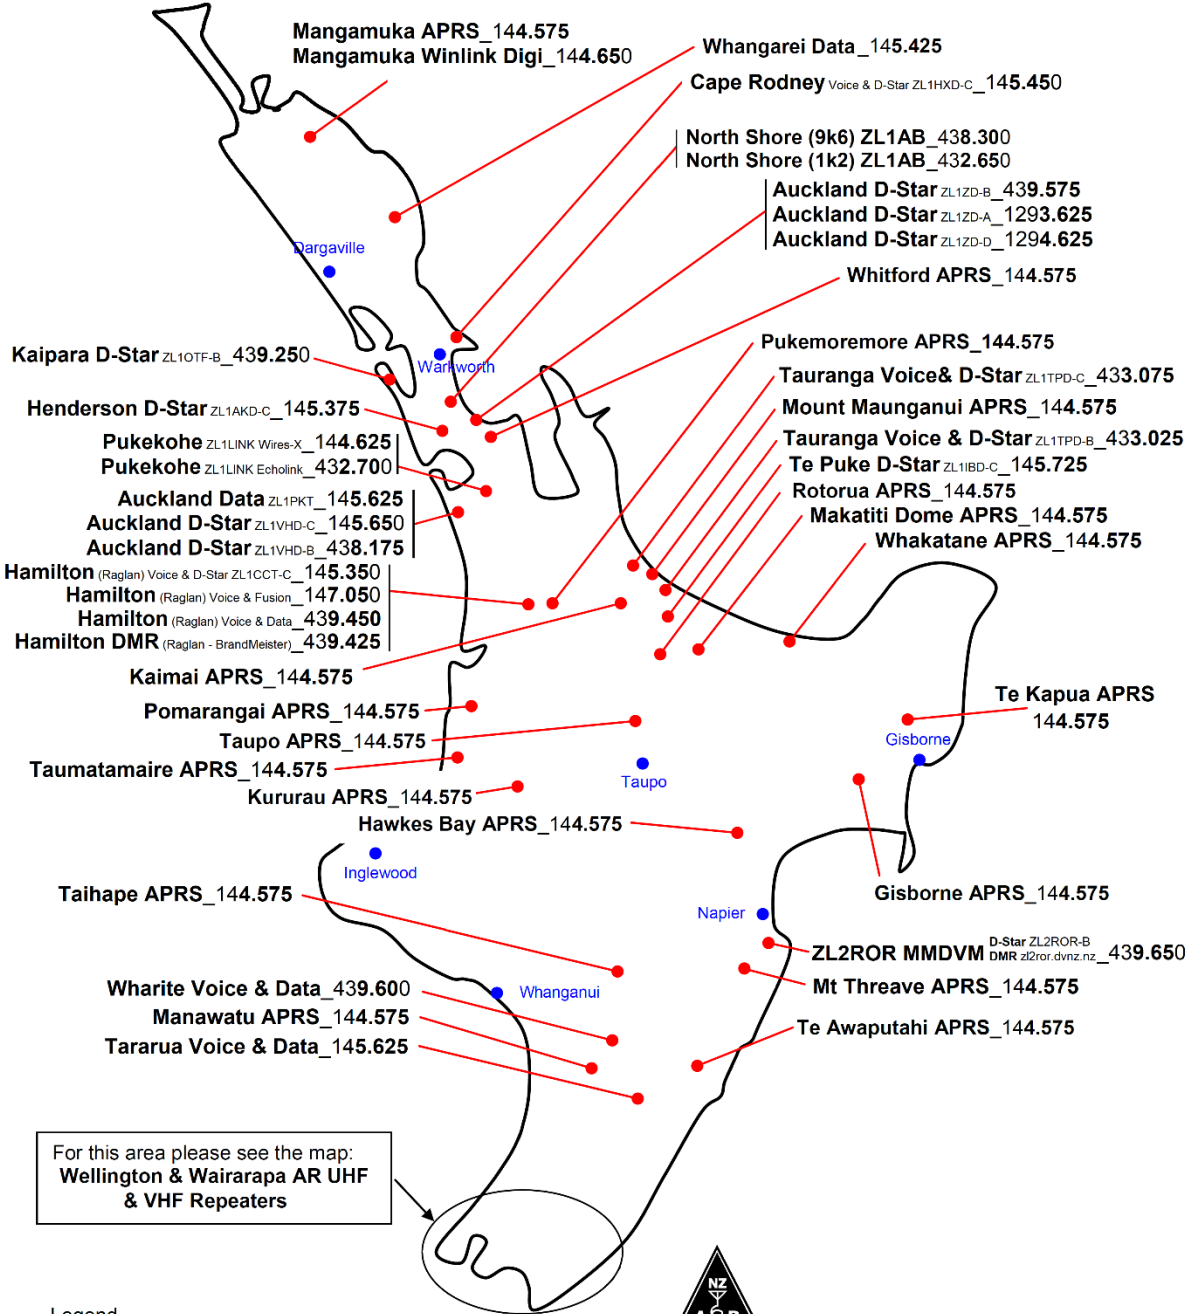 Mangamuka APRS_144.575
Mangamuka Winlink Digi_144.650
Whangarei Data_145.425
Cape Rodney Voice & D-Star ZL1HXD-C_145.450
North Shore (9k6) ZL1AB_438.300
North Shore (1k2) ZL1AB_432.650
Auckland D-Star ZL1ZD-B_439.575
Auckland D-Star ZL1ZD-A_1293.625
Auckland D-Star ZL1ZD-D_1294.625
Dargaville
Whitford APRS_144.575
Pukemoremore APRS_144.575
Kaipara D-Star ZL1OTF-B_439.250
Warkworth
Tauranga Voice& D-Star ZL1TPD-C_433.075
Henderson D-Star ZL1AKD-C_145.375
Mount Maunganui APRS_144.575
Pukekohe ZL1LINK Wires-X_144.625
Tauranga Voice & D-Star ZL1TPD-B_433.025
Pukekohe ZL1LINK Echolink_432.700
Te Puke D-Star ZL1IBD-C_145.725
Auckland Data ZL1PKT_145.625
Rotorua APRS_144.575
Auckland D-Star ZL1VHD-C_145.650
Makatiti Dome APRS_144.575
Auckland D-Star ZL1VHD-B_438.175
Whakatane APRS_144.575
Hamilton (Raglan) Voice & D-Star ZL1CCT-C_145.350
Hamilton (Raglan) Voice & Fusion_147.050
Hamilton (Raglan) Voice & Data_439.450
Hamilton DMR (Raglan - BrandMeister)_439.425
Kaimai APRS_144.575
Te Kapua APRS
144.575
Pomarangai APRS_144.575
Taupo APRS_144.575
Gisborne
Taumatamaire APRS_144.575
Taupo
Kururau APRS_144.575
Hawkes Bay APRS_144.575
Inglewood
Taihape APRS_144.575
Gisborne APRS_144.575
Napier
ZL2ROR MMDVM D-Star ZL2ROR-B
DMR zl2ror.dvnz.nz_439.650
Wharite Voice & Data_439.600
Whanganui
Mt Threave APRS_144.575
Manawatu APRS_144.575
Te Awaputahi APRS_144.575
Tararua Voice & Data_145.625
For this area please see the map:
Wellington & Wairarapa AR UHF
& VHF Repeaters
NZ
Legend